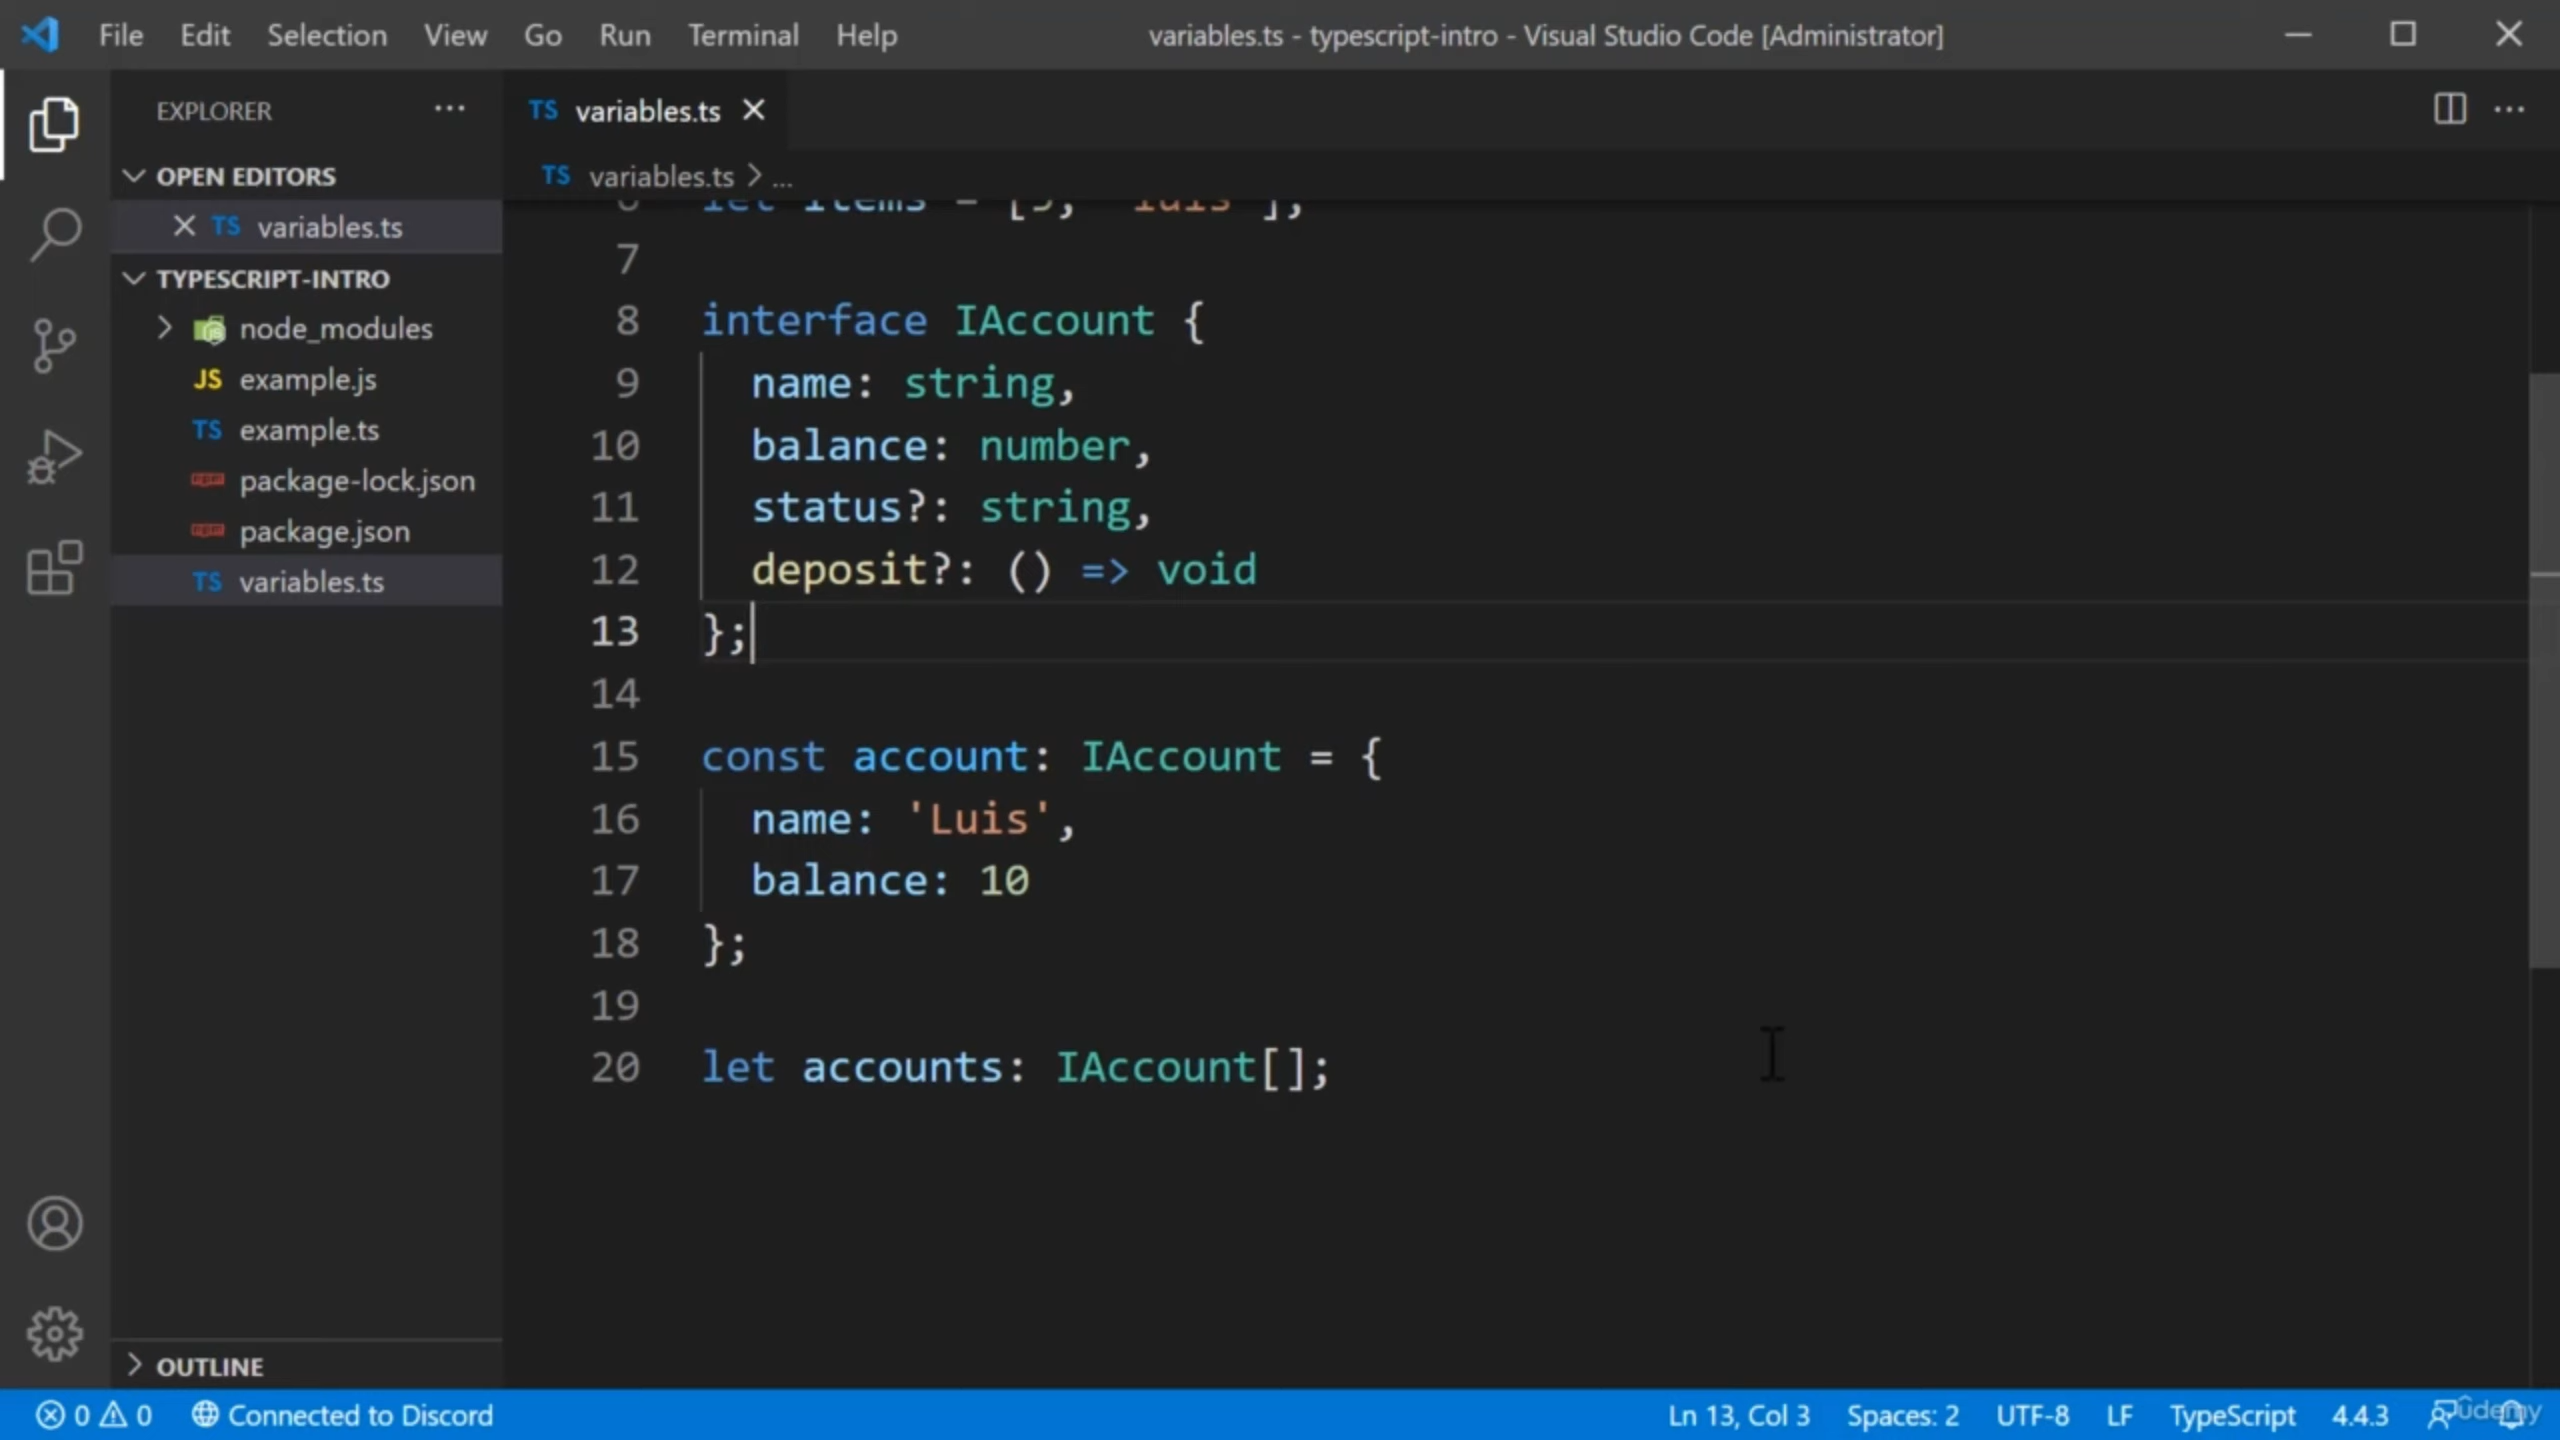 File Edit Selection View Go Run Terminal Help variables.ts - typescript-intro - Visual Studio Code [Administrator]
EXPLORER
TS variables.ts
OPEN EDITORS
TS variables.ts > ...
TS variables.ts
TYPESCRIPT-INTRO
node_modules
JS example.js
TS example.ts
package-lock.json
package.json
TS variables.ts
OUTLINE
let items = [
7
8 interface IAccount {
9 name: string,
10 balance: number,
11 status?: string,
12 deposit?: () => void
13 };
14
15 const account: IAccount = {
16 name: 'Luis',
17 balance: 10
18 };
19
20 let accounts: IAccount[];
0 0 Connected to Discord Ln 13, Col 3 Spaces: 2 UTF-8 LF TypeScript 4.4.3
ûdemy